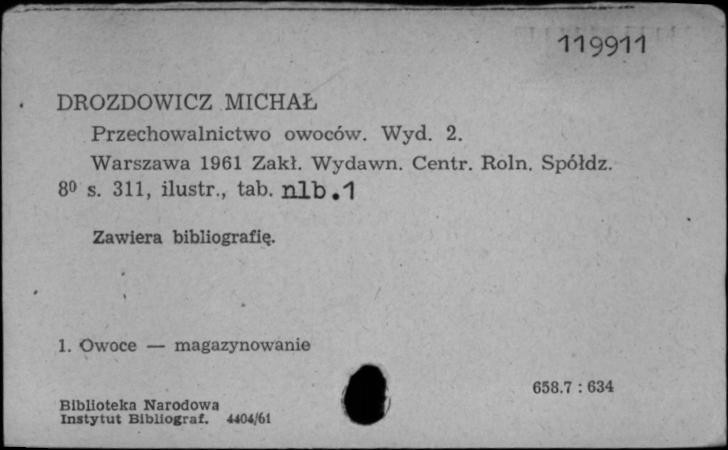 119911
DROZDOWICZ MICHAŁ
Przechowalnictwo owoców. Wyd. 2.
Warszawa 1961 Zakł. Wydawn. Centr. Roln. Spółdz.
8⁰ s. 311, ilustr., tab. nlb.1
Zawiera bibliografię.
1. Owoce — magazynowanie
658.7 : 634
Biblioteka Narodowa
Instytut Bibliograf. 4404/61